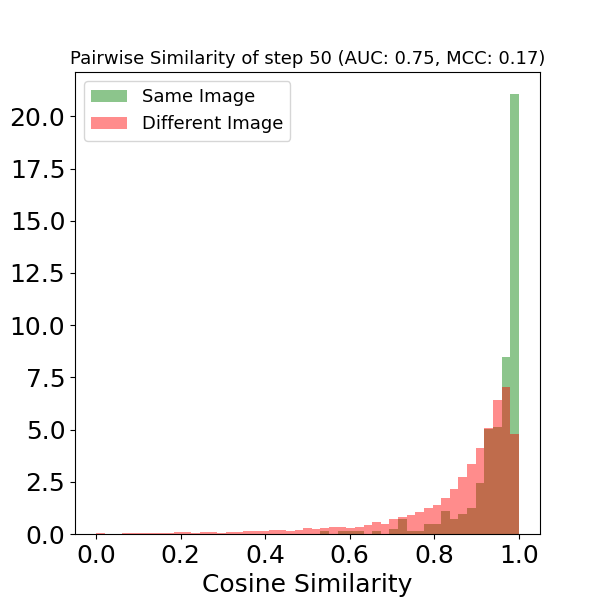 Pairwise Similarity of step 50 (AUC: 0.75, MCC: 0.17)
Same Image
Different Image
20.0
17.5
15.0
12.5
10.0
7.5
5.0
2.5
0.0
0.0 0.2 0.4 0.6 0.8 1.0
Cosine Similarity